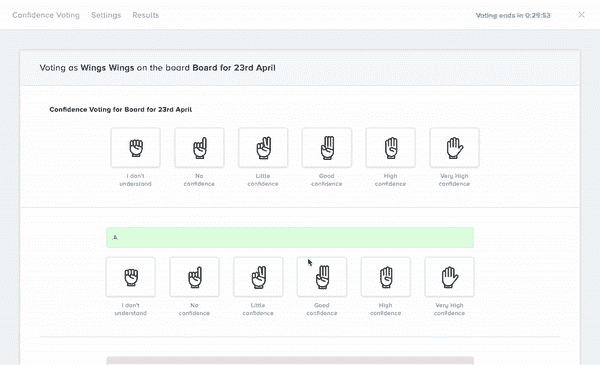 Confidence Voting Settings Results Voting ends in 0:29:53
Voting as Wings Wings on the board Board for 23rd April
Confidence Voting for Board for 23rd April
I don't understand
No confidence
Little confidence
Good confidence
High confidence
Very High confidence
A
I don't understand
No confidence
Little confidence
Good confidence
High confidence
Very High confidence